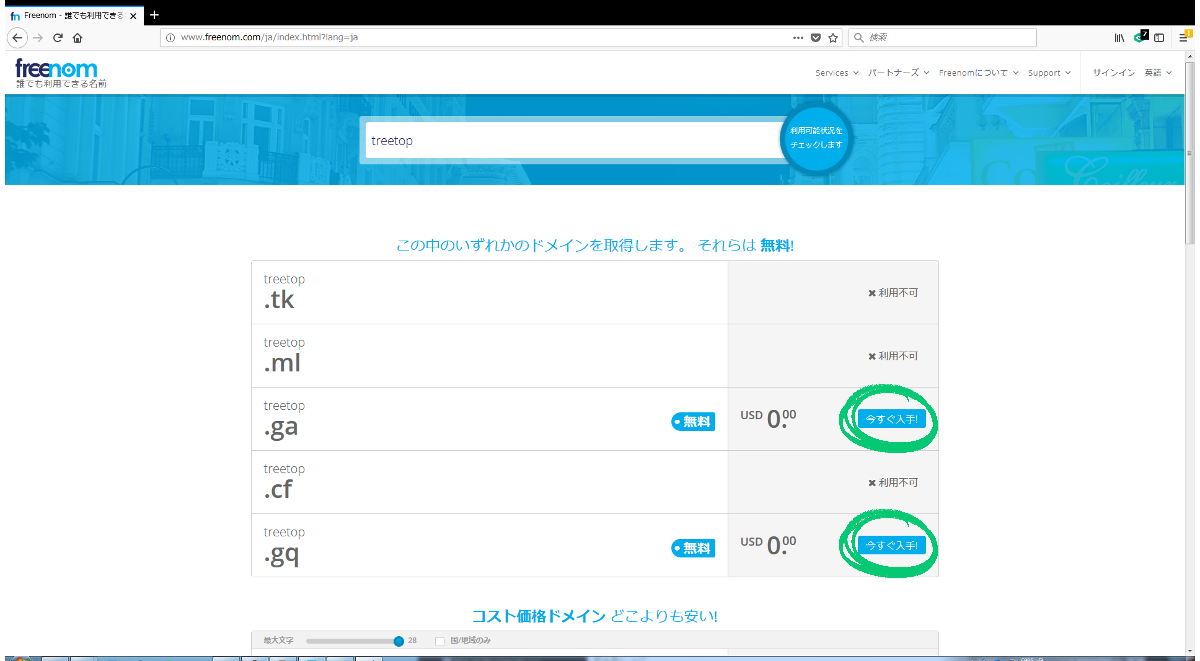 Freenom - 誰でも利用できる
www.freenom.com/ja/index.html?lang=ja
検索
7
freenom
誰でも利用できる名前
Services パートナーズ Freenomについて Support サインイン 英語
treetop
利用可能状況を
チェックします
この中のいずれかのドメインを取得します。 それらは 無料!
treetop
.tk
利用不可
treetop
.ml
利用不可
treetop
.ga
無料
USD 0.00
今すぐ入手!
treetop
.cf
利用不可
treetop
.gq
無料
USD 0.00
今すぐ入手!
コスト価格ドメイン どこよりも安い!
最大文字 28 国/地域のみ